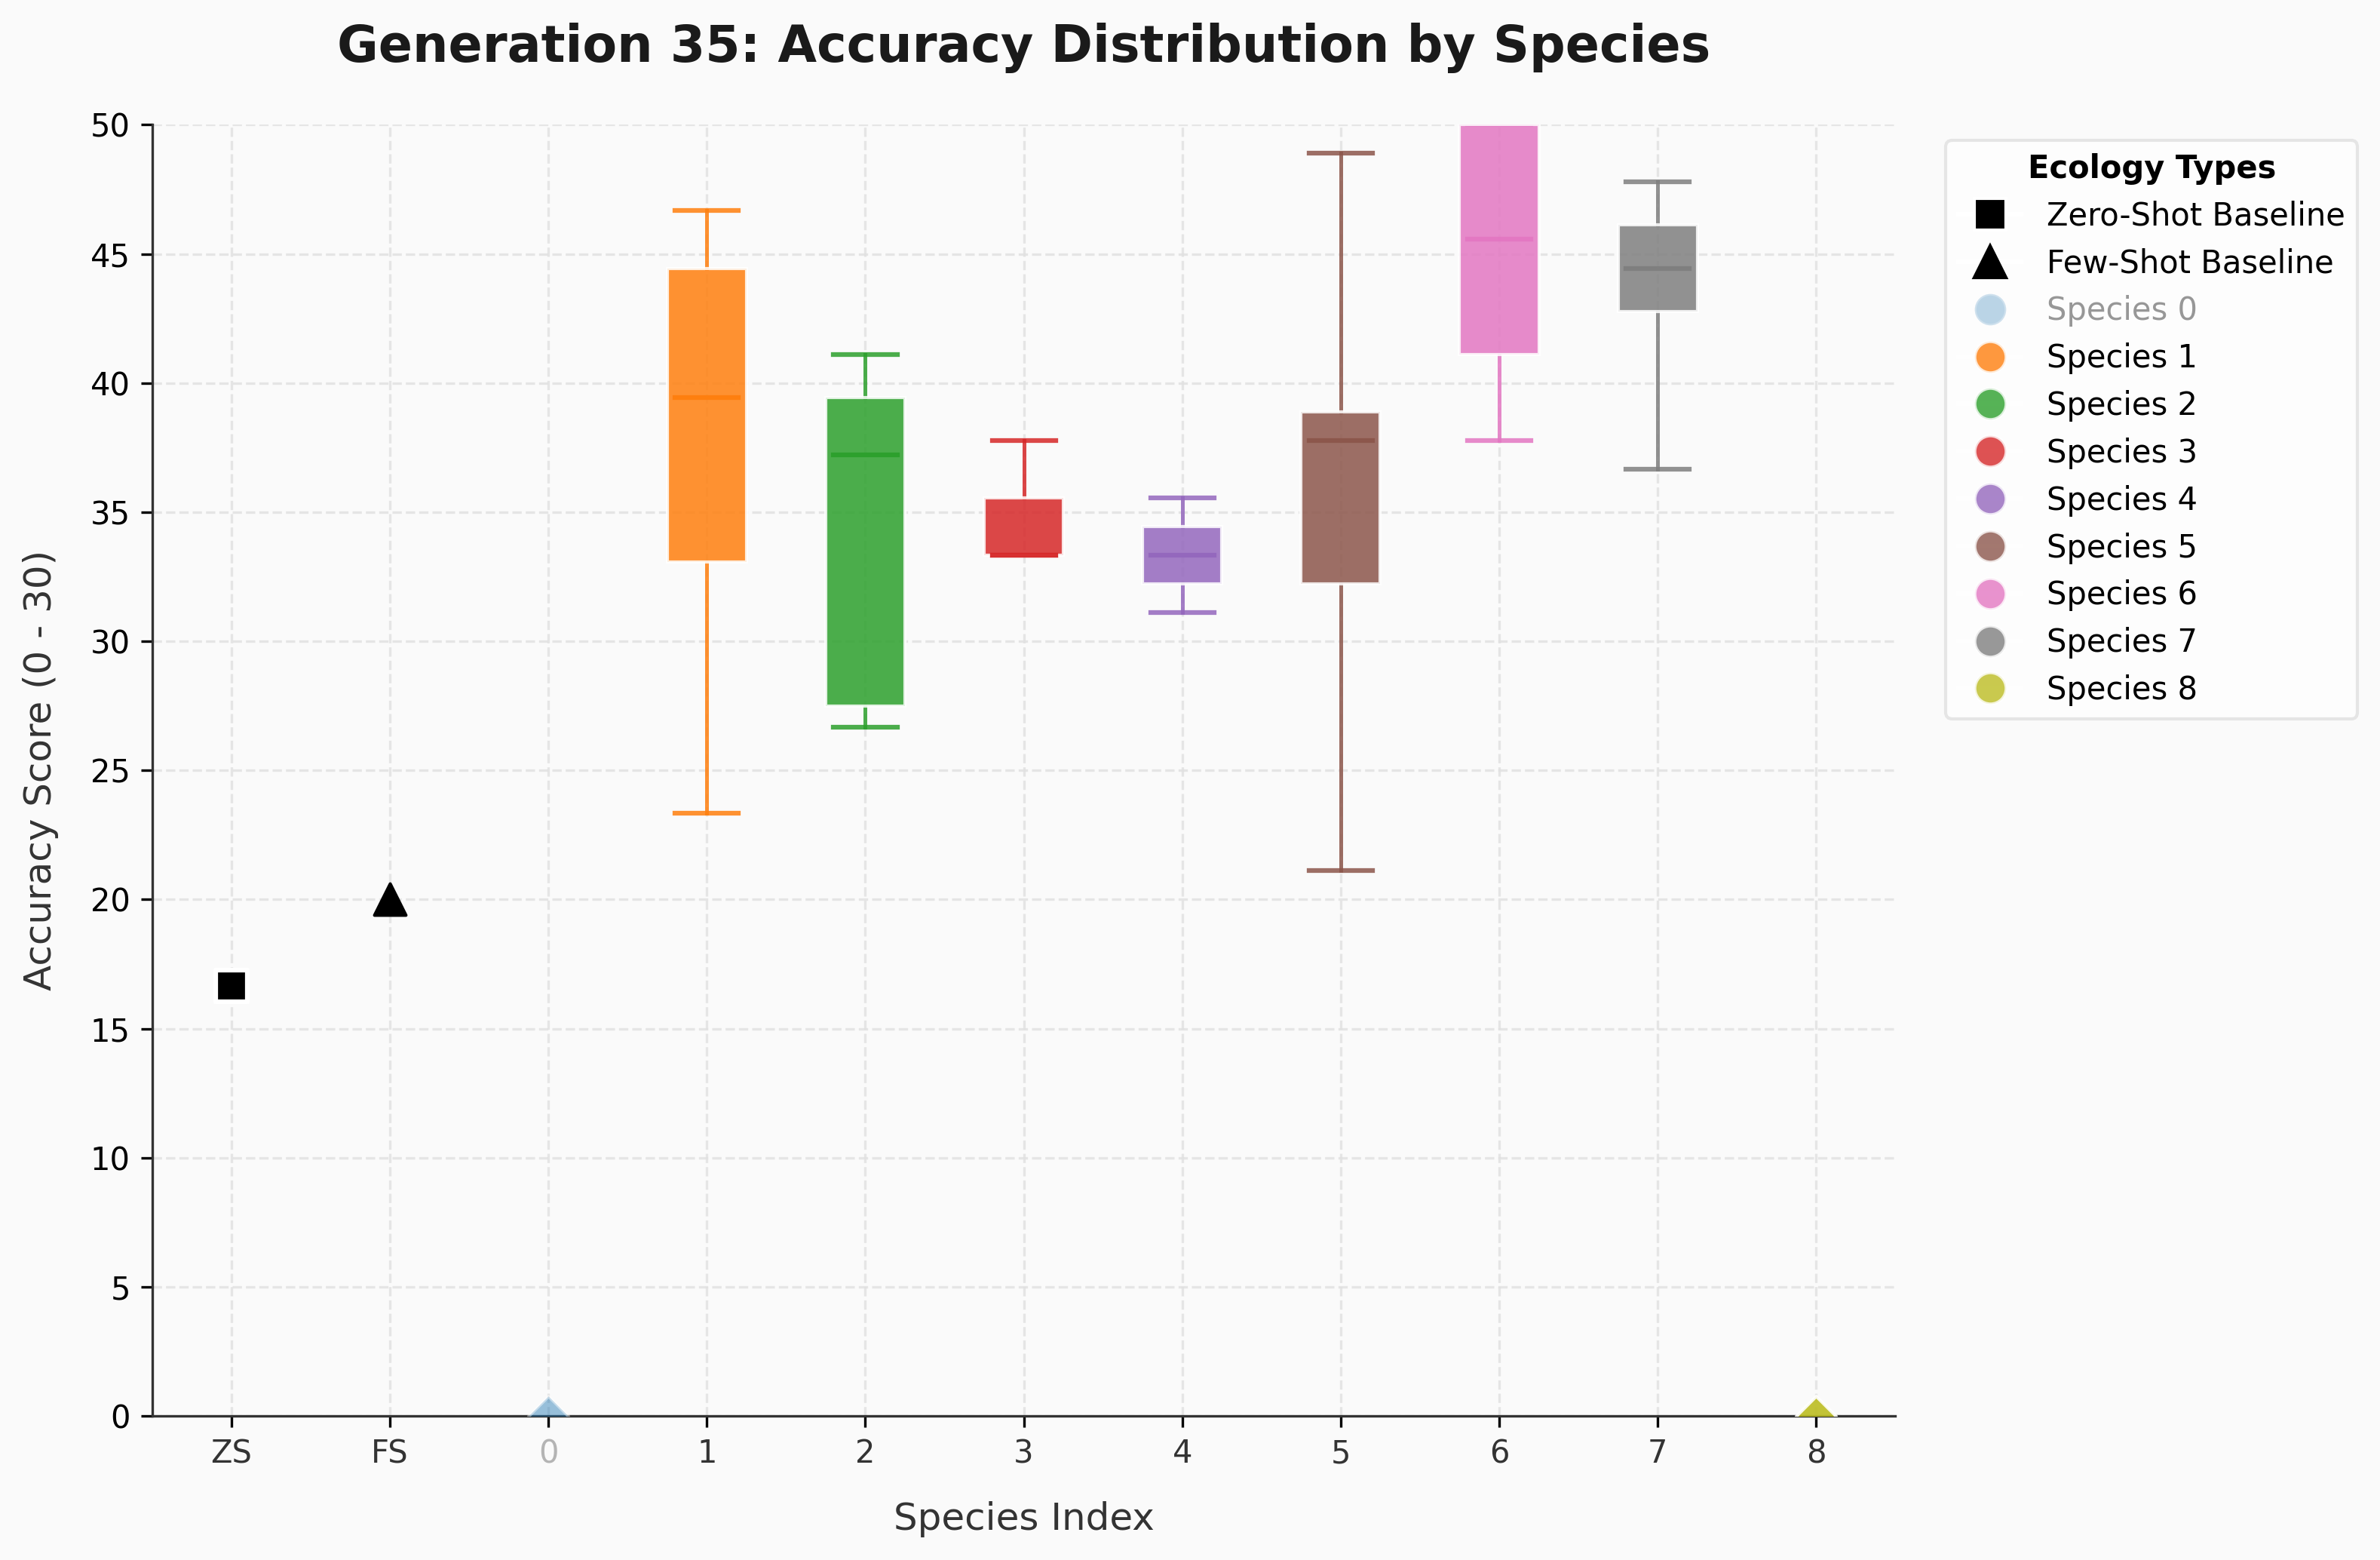 Generation 35: Accuracy Distribution by Species
50
45
40
35
30
25
20
15
10
5
0
Accuracy Score (0 - 30)
ZS
FS
0
1
2
3
4
5
6
7
8
Species Index
Ecology Types
Zero-Shot Baseline
Few-Shot Baseline
Species 0
Species 1
Species 2
Species 3
Species 4
Species 5
Species 6
Species 7
Species 8